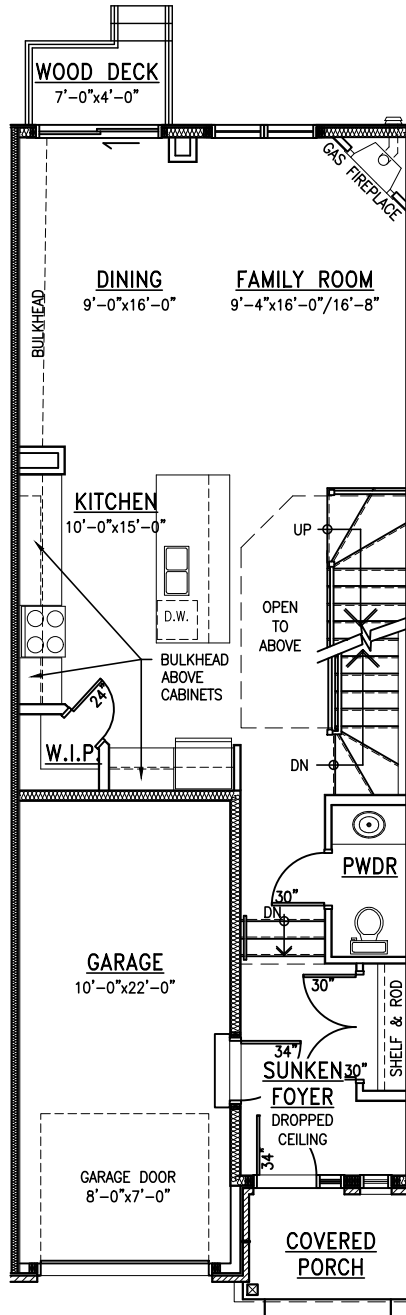 WOOD DECK
7'-0"x4'-0"
GAS FIREPLACE
BULKHEAD
DINING
9'-0"x16'-0"
FAMILY ROOM
9'-4"x16'-0"/16'-8"
KITCHEN
10'-0"x15'-0"
UP
D.W.
OPEN
TO
ABOVE
BULKHEAD
ABOVE
CABINETS
24"
W.I.P.
DN
PWDR
30"
DN
GARAGE
10'-0"x22'-0"
30"
SHELF & ROD
34"
SUNKEN
30"
FOYER
DROPPED
CEILING
34"
GARAGE DOOR
8'-0"x7'-0"
COVERED
PORCH